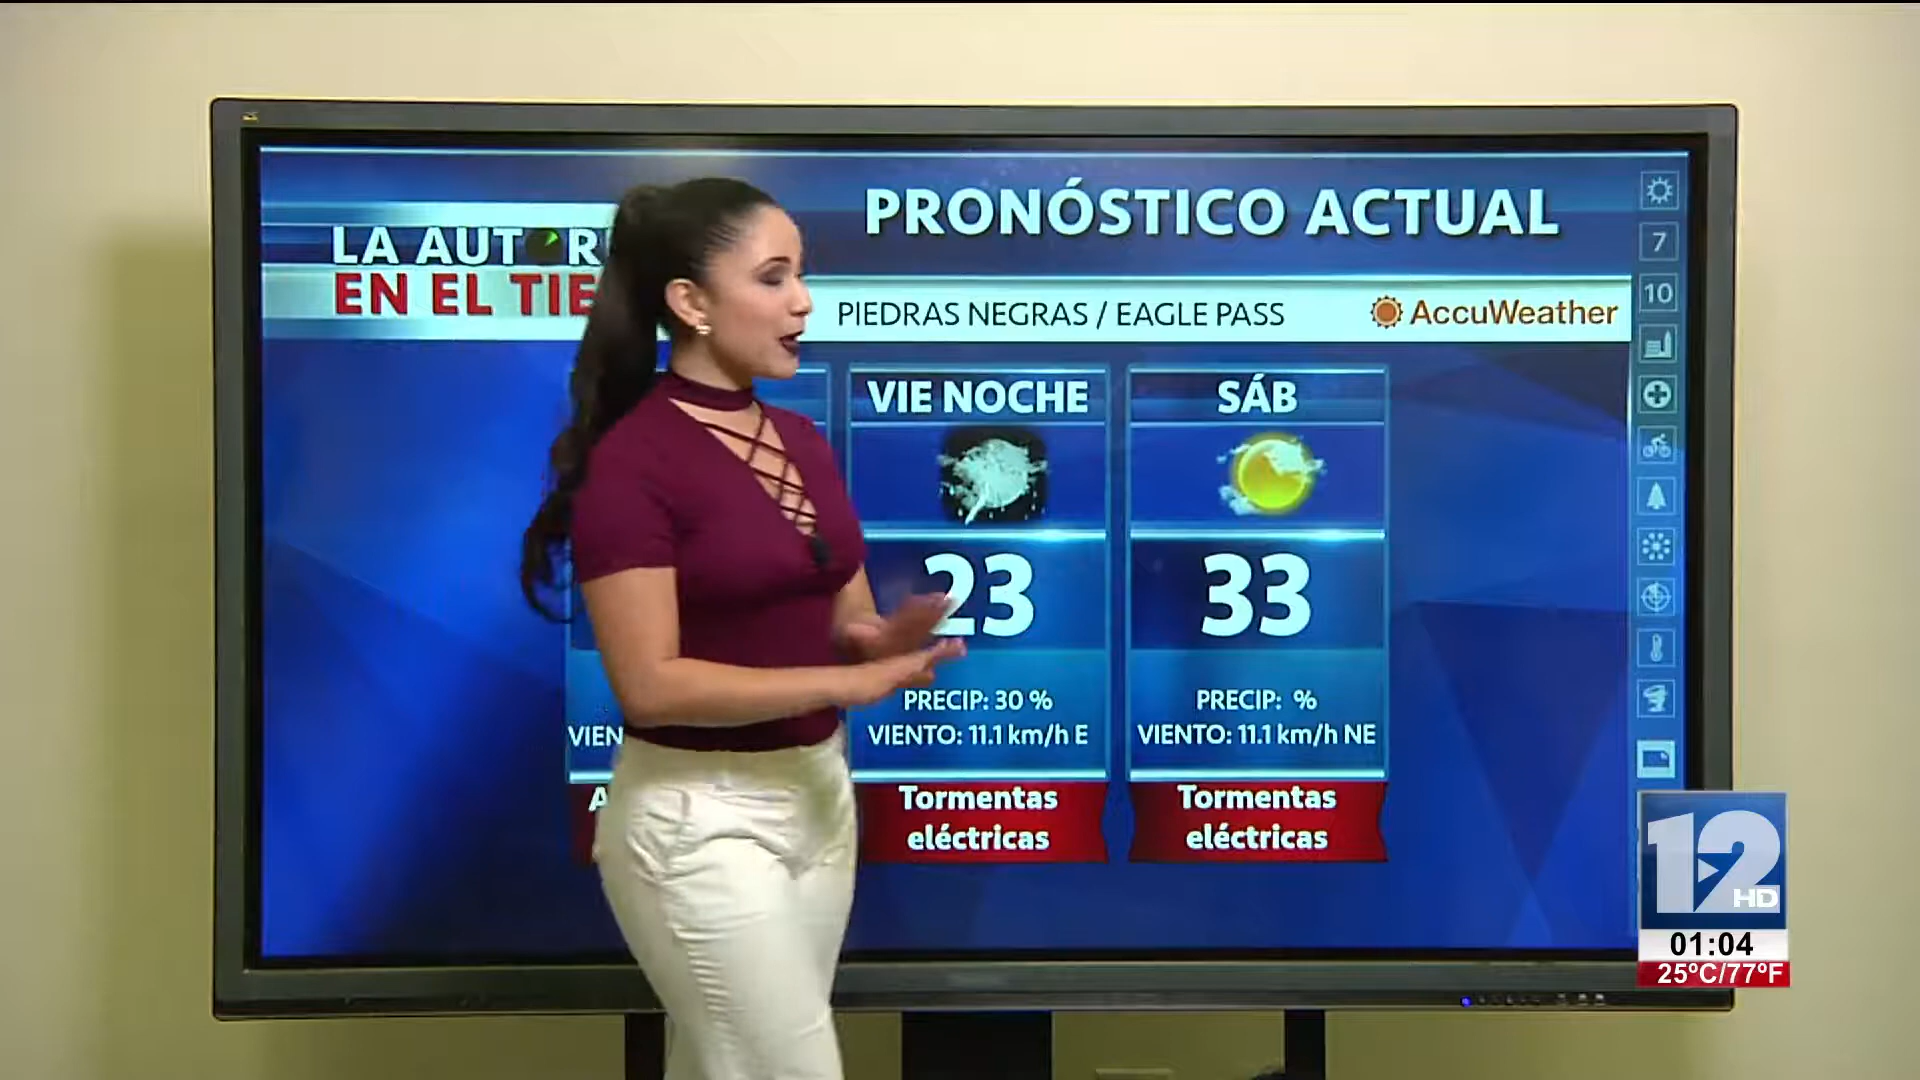 PRONÓSTICO ACTUAL
LA AUT R
EN EL TIE
PIEDRAS NEGRAS / EAGLE PASS
AccuWeather
7
10
VIE NOCHE
SÁB
23
33
PRECIP: 30 %
PRECIP: %
VIEN
VIENTO: 11.1 km/h E
VIENTO: 11.1 km/h NE
A
Tormentas
eléctricas
Tormentas
eléctricas
12
HD
01:04
25°C/77°F